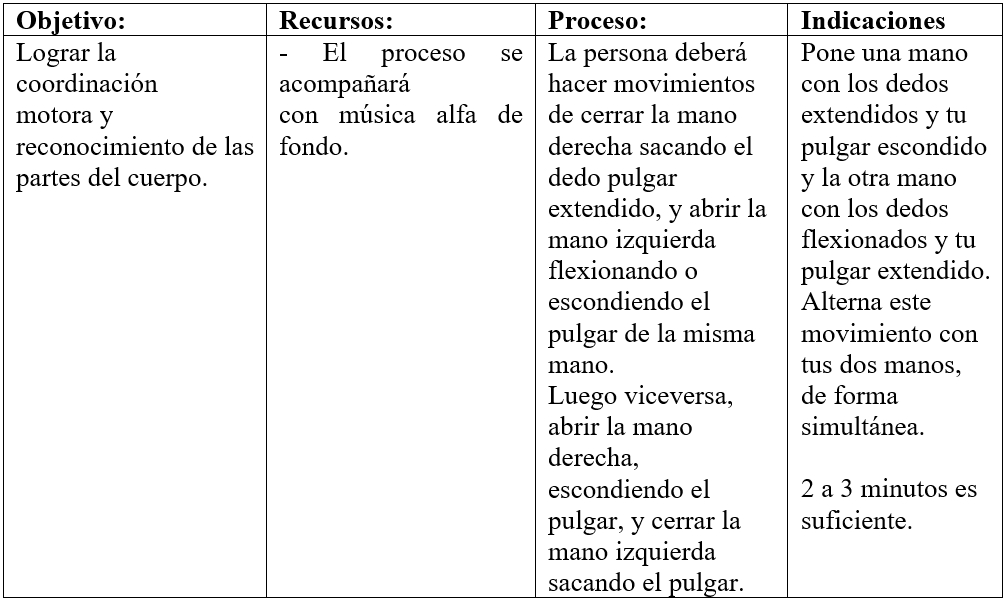 Objetivo:
Recursos:
Proceso:
Indicaciones
Lograr la
coordinación
motora y
reconocimiento de las
partes del cuerpo.
- El proceso se
acompañará
con música alfa de
fondo.
La persona deberá
hacer movimientos
de cerrar la mano
derecha sacando el
dedo pulgar
extendido, y abrir la
mano izquierda
flexionando o
escondiendo el
pulgar de la misma
mano.
Luego viceversa,
abrir la mano
derecha,
escondiendo el
pulgar, y cerrar la
mano izquierda
sacando el pulgar.
Pone una mano
con los dedos
extendidos y tu
pulgar escondido
y la otra mano
con los dedos
flexionados y tu
pulgar extendido.
Alterna este
movimiento con
tus dos manos,
de forma
simultánea.
2 a 3 minutos es
suficiente.